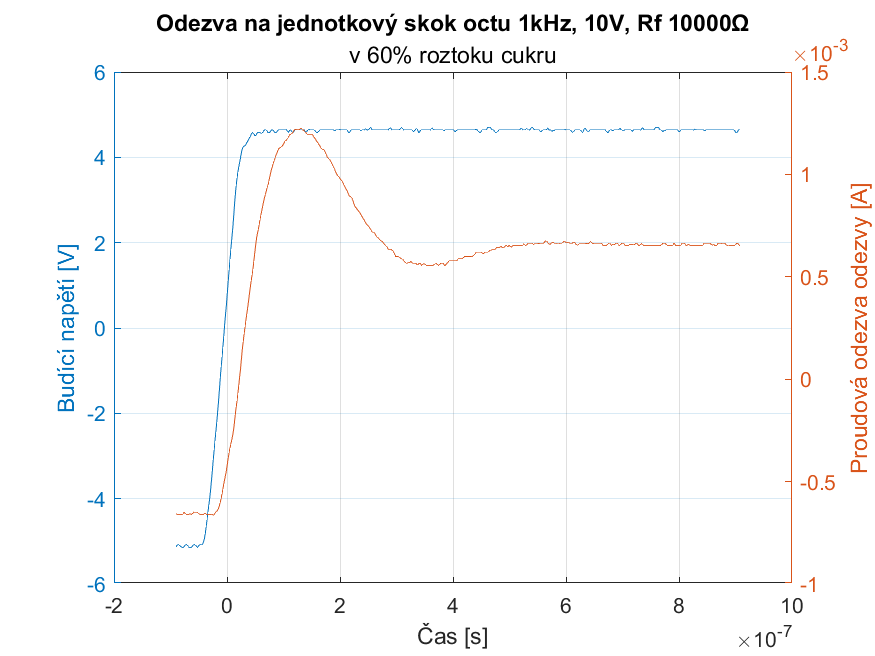 Odezva na jednotkový skok octu 1kHz, 10V, Rf 10000Ω
v 60% roztoku cukru
×10⁻³
6
4
2
0
-2
-4
-6
Budící napětí [V]
1.5
1
0.5
0
-0.5
-1
Proudová odezva odezvy [A]
-2 0 2 4 6 8 10
Čas [s]
×10⁻⁷